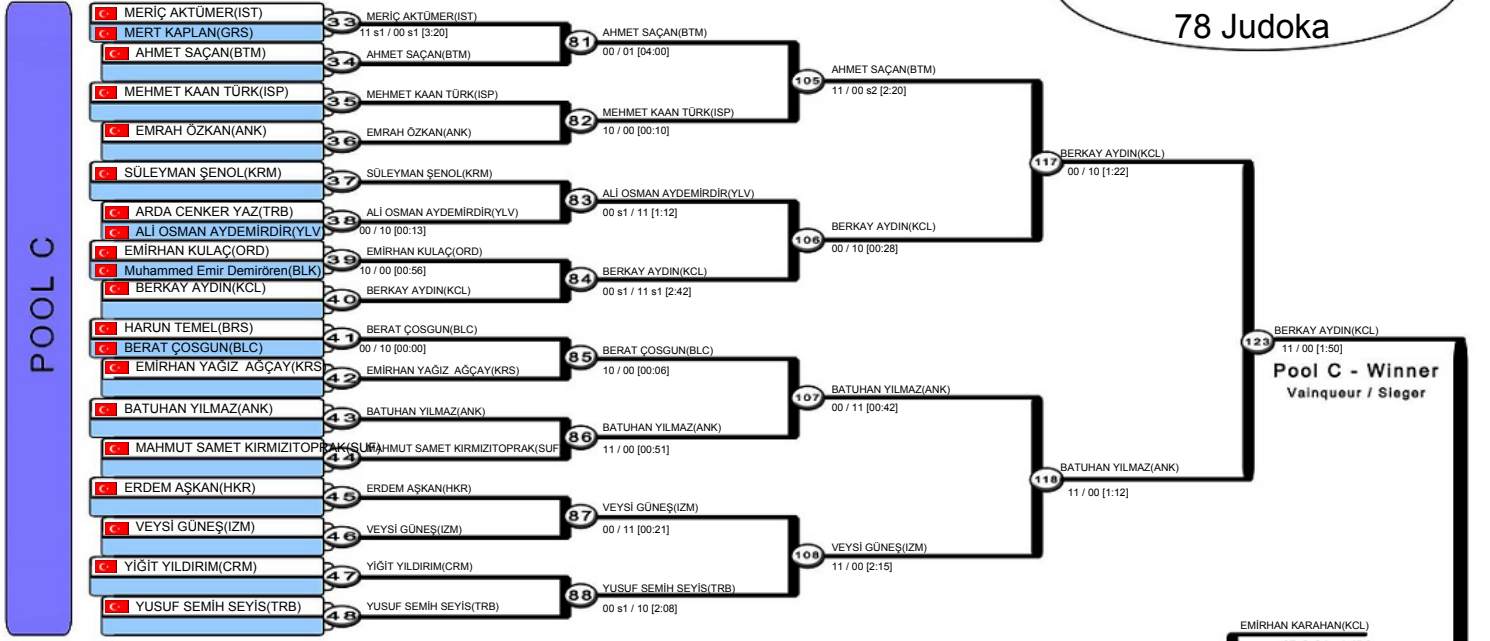 78 Judoka
POOL C
MERİÇ AKTÜMER(IST)
MERT KAPLAN(GRS)
AHMET SAÇAN(BTM)
MEHMET KAAN TÜRK(ISP)
EMRAH ÖZKAN(ANK)
SÜLEYMAN ŞENOL(KRM)
ARDA CENKER YAZ(TRB)
ALİ OSMAN AYDEMİRDİR(YLV
EMİRHAN KULAÇ(ORD)
Muhammed Emir Demirören(BLK)
BERKAY AYDIN(KCL)
HARUN TEMEL(BRS)
BERAT ÇOSGUN(BLC)
EMİRHAN YAĞIZ AĞÇAY(KRS
BATUHAN YILMAZ(ANK)
MAHMUT SAMET KIRMIZITOPRAK(SUF)
ERDEM AŞKAN(HKR)
VEYSİ GÜNEŞ(IZM)
YİĞİT YILDIRIM(CRM)
YUSUF SEMİH SEYİS(TRB)
33
MERİÇ AKTÜMER(IST)
11 s1 / 00 s1 [3:20]
34
AHMET SAÇAN(BTM)
35
MEHMET KAAN TÜRK(ISP)
36
EMRAH ÖZKAN(ANK)
37
SÜLEYMAN ŞENOL(KRM)
38
ALİ OSMAN AYDEMİRDİR(YLV)
00 / 10 [00:13]
39
EMİRHAN KULAÇ(ORD)
10 / 00 [00:56]
40
BERKAY AYDIN(KCL)
41
BERAT ÇOSGUN(BLC)
00 / 10 [00:00]
42
EMİRHAN YAĞIZ AĞÇAY(KRS)
43
BATUHAN YILMAZ(ANK)
44
MAHMUT SAMET KIRMIZITOPRAK(SUF
45
ERDEM AŞKAN(HKR)
46
VEYSİ GÜNEŞ(IZM)
47
YİĞİT YILDIRIM(CRM)
48
YUSUF SEMİH SEYİS(TRB)
81
AHMET SAÇAN(BTM)
00 / 01 [04:00]
82
MEHMET KAAN TÜRK(ISP)
10 / 00 [00:10]
83
ALİ OSMAN AYDEMİRDİR(YLV)
00 s1 / 11 [1:12]
84
BERKAY AYDIN(KCL)
00 s1 / 11 s1 [2:42]
85
BERAT ÇOSGUN(BLC)
10 / 00 [00:06]
86
BATUHAN YILMAZ(ANK)
11 / 00 [00:51]
87
VEYSİ GÜNEŞ(IZM)
00 / 11 [00:21]
88
YUSUF SEMİH SEYİS(TRB)
00 s1 / 10 [2:08]
105
AHMET SAÇAN(BTM)
11 / 00 s2 [2:20]
106
BERKAY AYDIN(KCL)
00 / 10 [00:28]
107
BATUHAN YILMAZ(ANK)
00 / 11 [00:42]
108
VEYSİ GÜNEŞ(IZM)
11 / 00 [2:15]
117
BERKAY AYDIN(KCL)
00 / 10 [1:22]
118
BATUHAN YILMAZ(ANK)
11 / 00 [1:12]
123
BERKAY AYDIN(KCL)
11 / 00 [1:50]
Pool C - Winner
Vainqueur / Sieger
EMİRHAN KARAHAN(KCL)